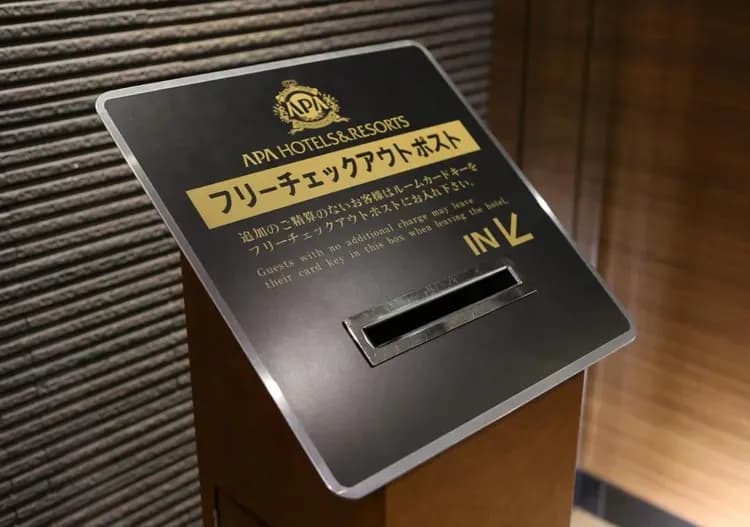 APA
APA HOTELS&RESORTS
フリーチェックアウトポスト
追加のご精算のないお客様はルームカードキーを
フリーチェックアウトポストにお入れ下さい。
Guests with no additional charge may leave
their card key in this box when leaving the hotel.
IN